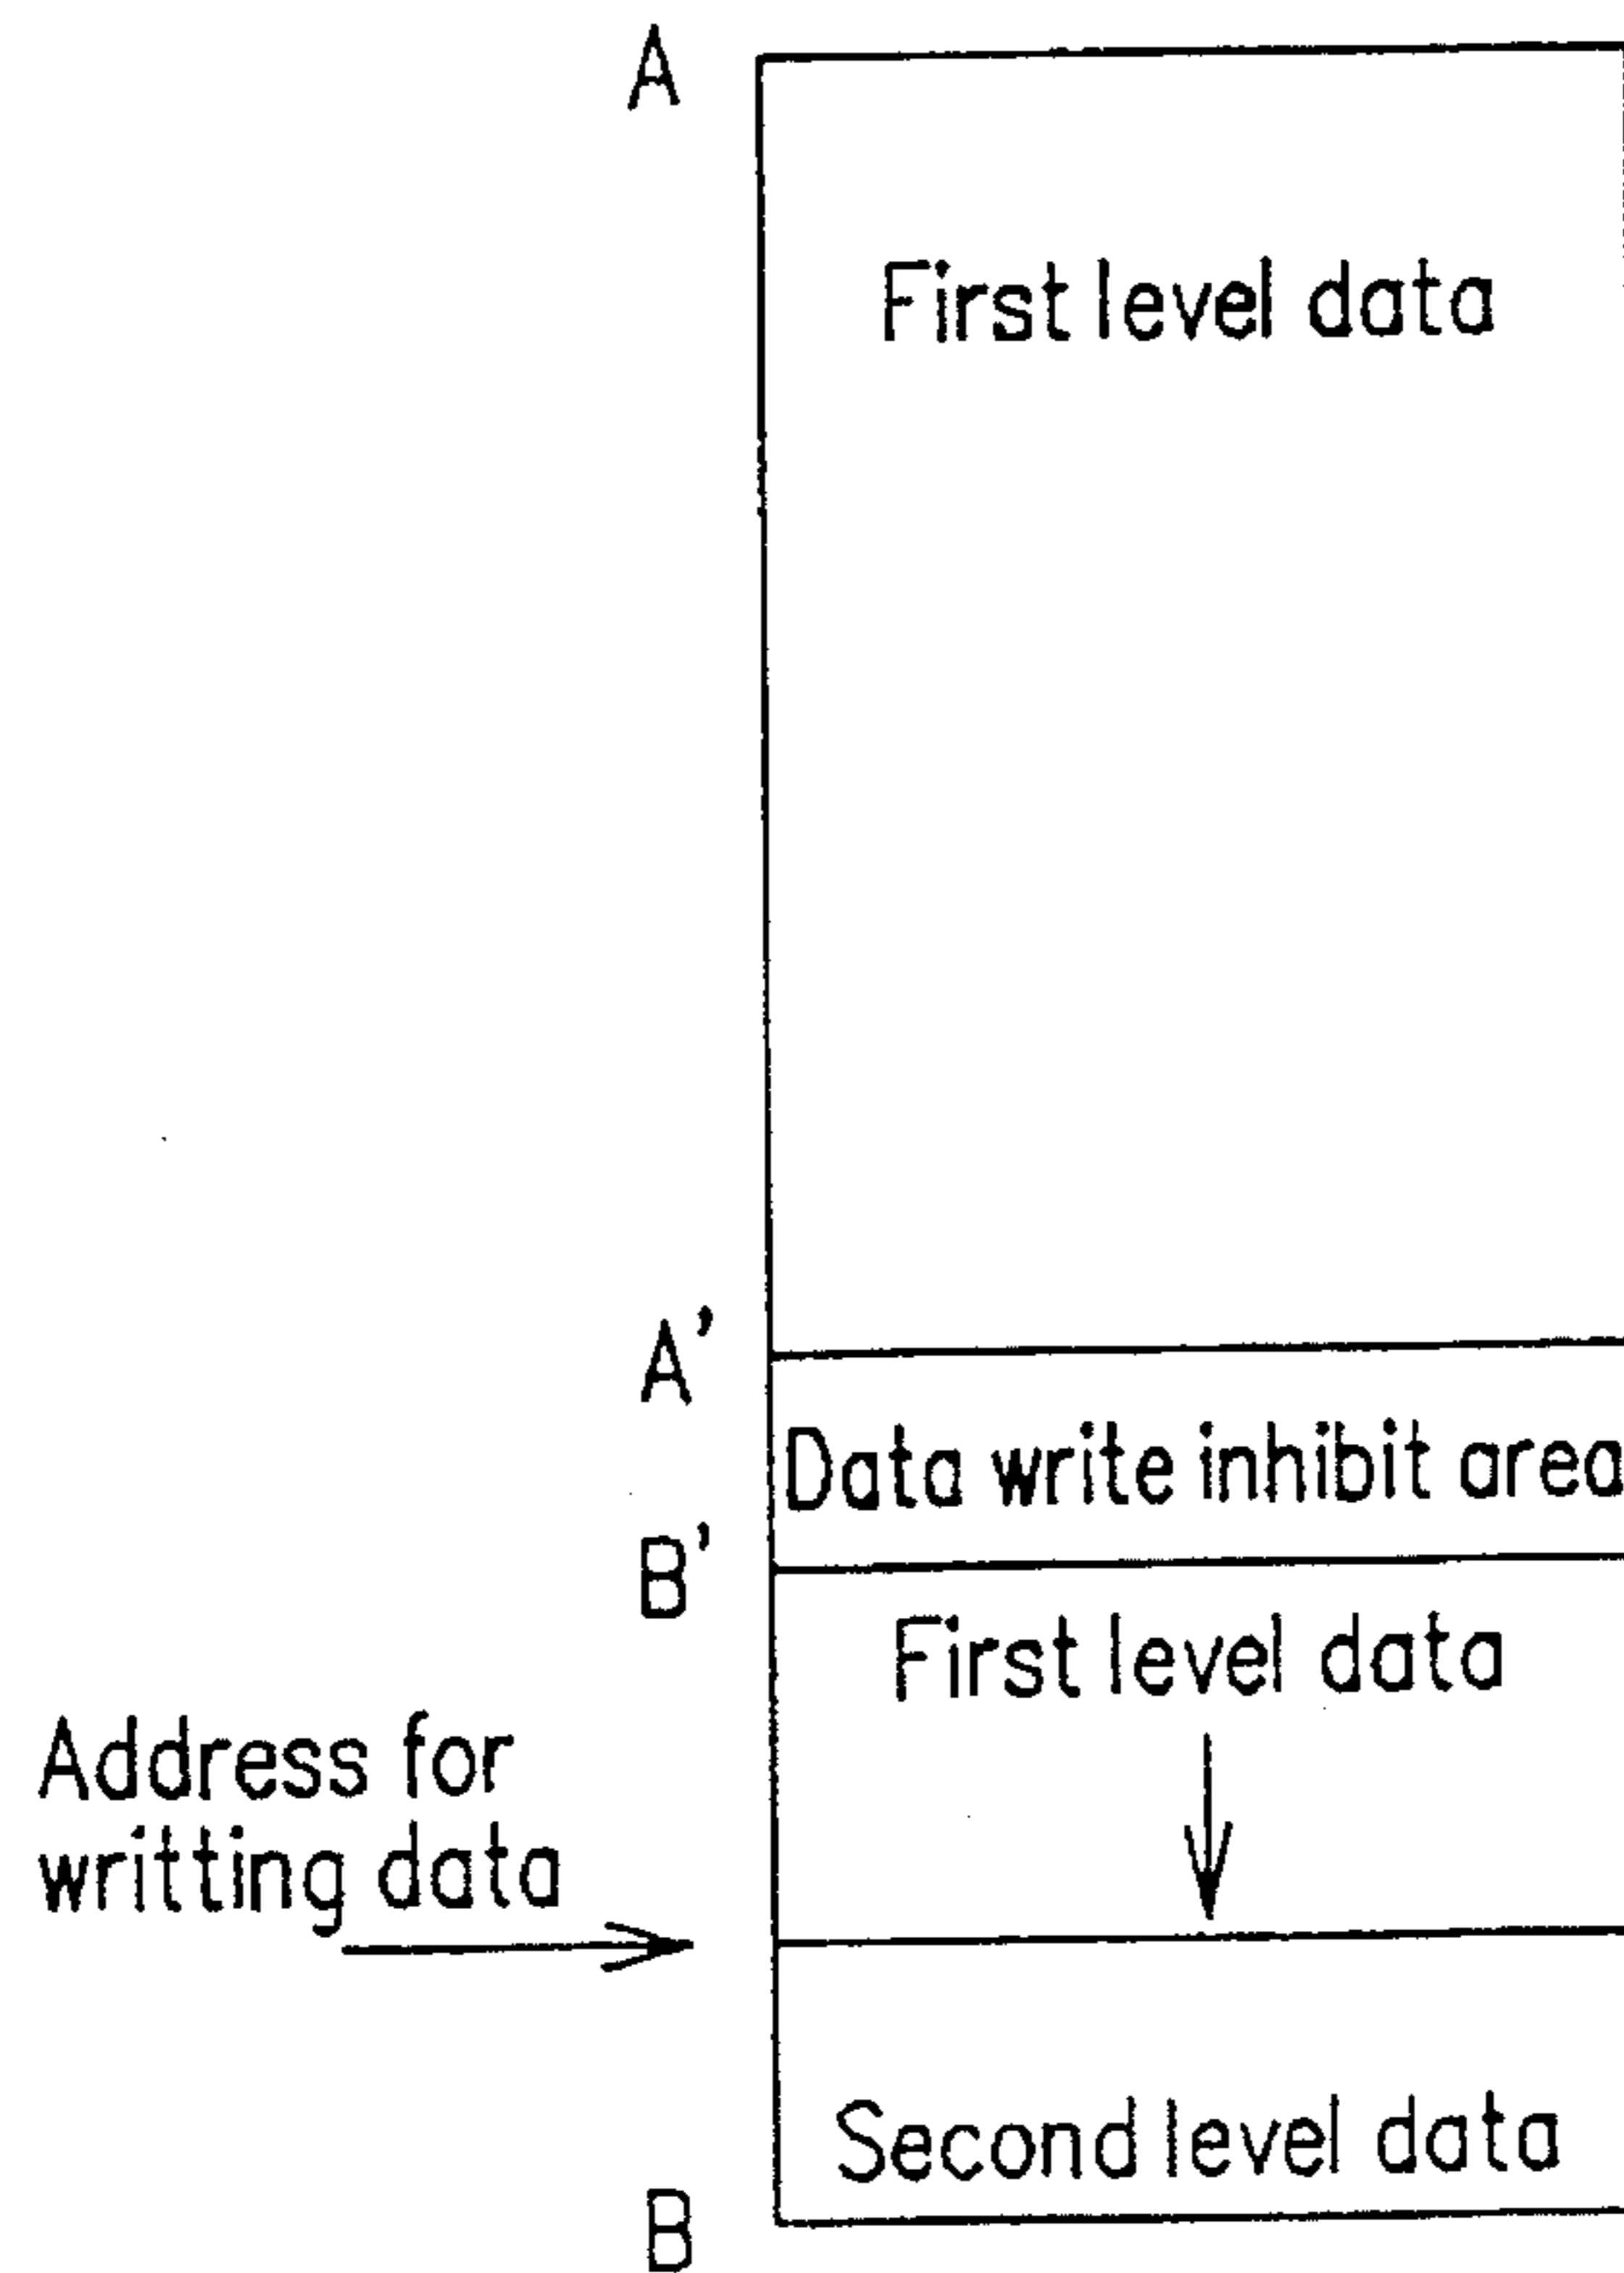 A
First level data
A'
Data write inhibit area
B'
First level data
Address for
writting data
Second level data
B